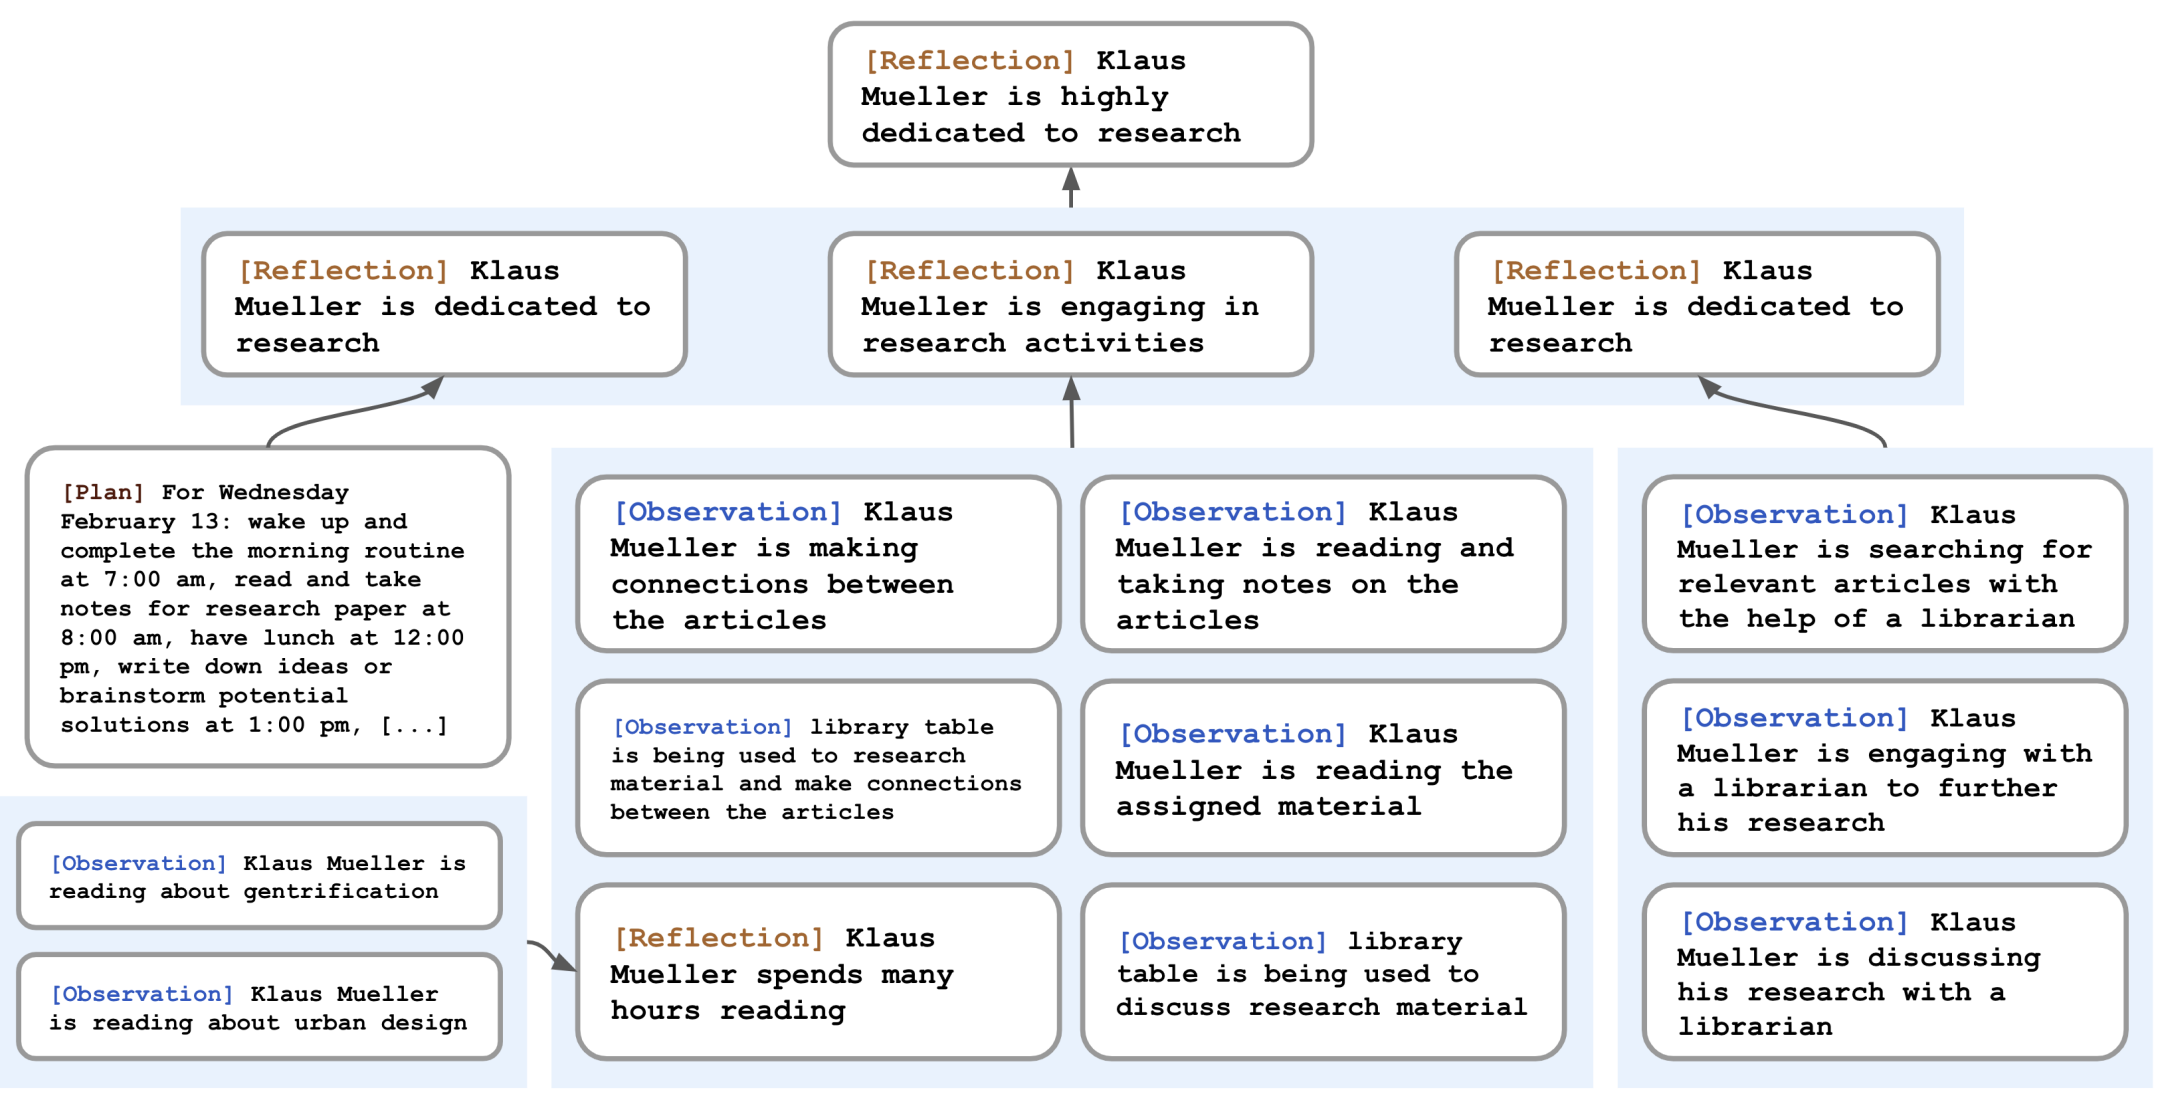 [Reflection] Klaus
Mueller is highly
dedicated to research
[Reflection] Klaus
Mueller is dedicated to
research
[Reflection] Klaus
Mueller is engaging in
research activities
[Reflection] Klaus
Mueller is dedicated to
research
[Plan] For Wednesday
February 13: wake up and
complete the morning routine
at 7:00 am, read and take
notes for research paper at
8:00 am, have lunch at 12:00
pm, write down ideas or
brainstorm potential
solutions at 1:00 pm, [...]
[Observation] Klaus Mueller is
reading about gentrification
[Observation] Klaus Mueller
is reading about urban design
[Observation] Klaus
Mueller is making
connections between
the articles
[Observation] Klaus
Mueller is reading and
taking notes on the
articles
[Observation] library table
is being used to research
material and make connections
between the articles
[Observation] Klaus
Mueller is reading the
assigned material
[Reflection] Klaus
Mueller spends many
hours reading
[Observation] library
table is being used to
discuss research material
[Observation] Klaus
Mueller is searching for
relevant articles with
the help of a librarian
[Observation] Klaus
Mueller is engaging with
a librarian to further
his research
[Observation] Klaus
Mueller is discussing
his research with a
librarian